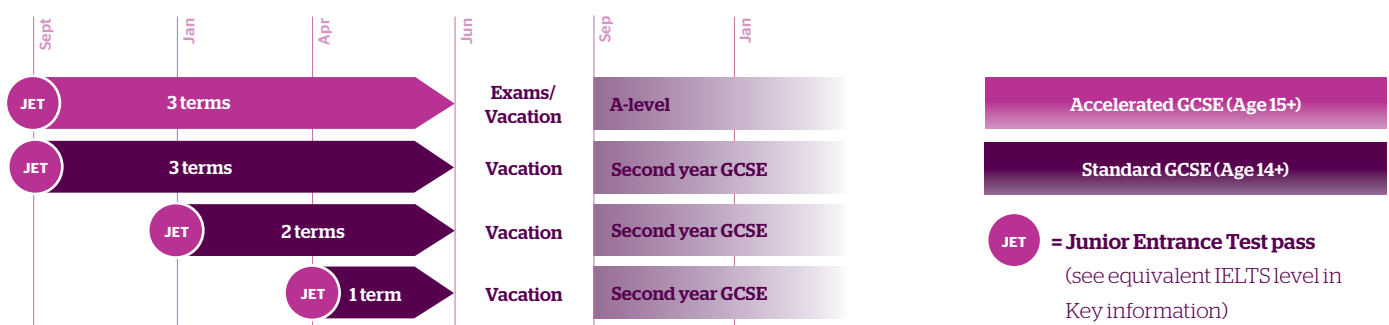 Sept
Jan
Apr
Jun
Sep
Jan
JET
3 terms
Exams/
Vacation
A-level
Accelerated GCSE (Age 15+)
JET
3 terms
Vacation
Second year GCSE
Standard GCSE (Age 14+)
JET
2 terms
Vacation
Second year GCSE
JET
= Junior Entrance Test pass
(see equivalent IELTS level in
Key information)
JET
1 term
Vacation
Second year GCSE